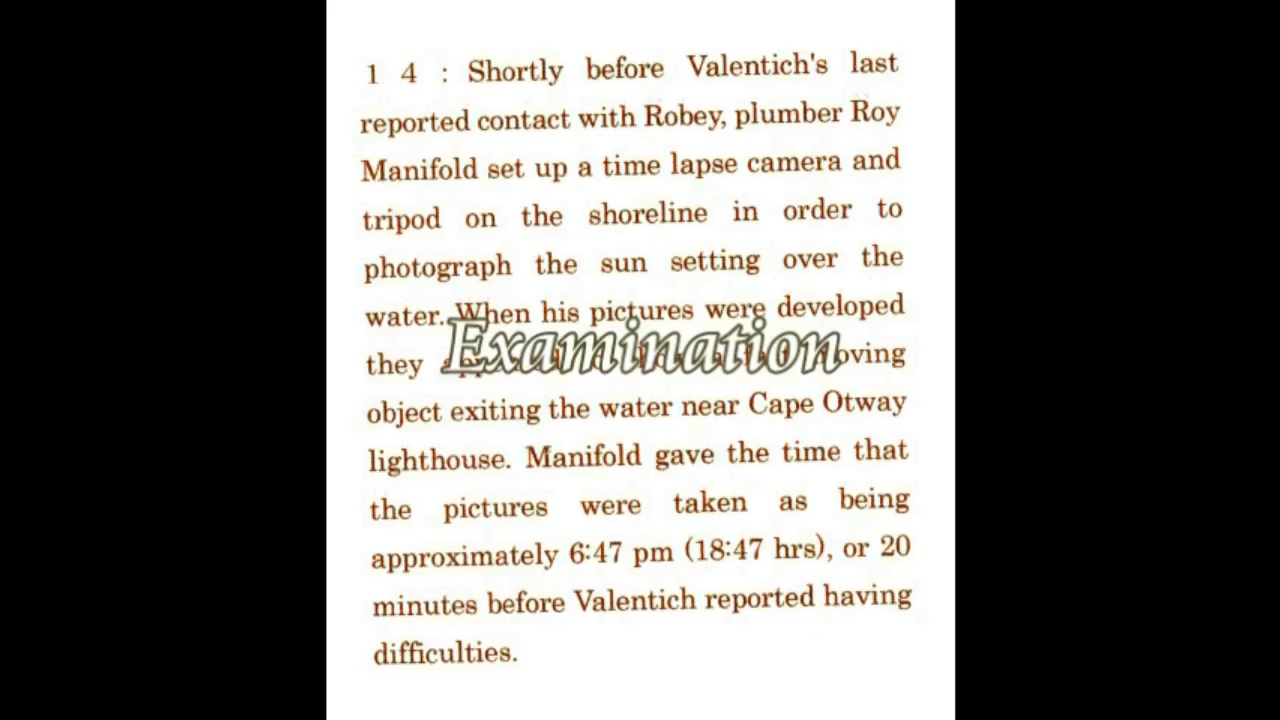 1 4 : Shortly before Valentich's last
reported contact with Robey, plumber Roy
Manifold set up a time lapse camera and
tripod on the shoreline in order to
photograph the sun setting over the
water. When his pictures were developed
they
Examination
object exiting the water near Cape Otway
lighthouse. Manifold gave the time that
the pictures were taken as being
approximately 6:47 pm (18:47 hrs), or 20
minutes before Valentich reported having
difficulties.